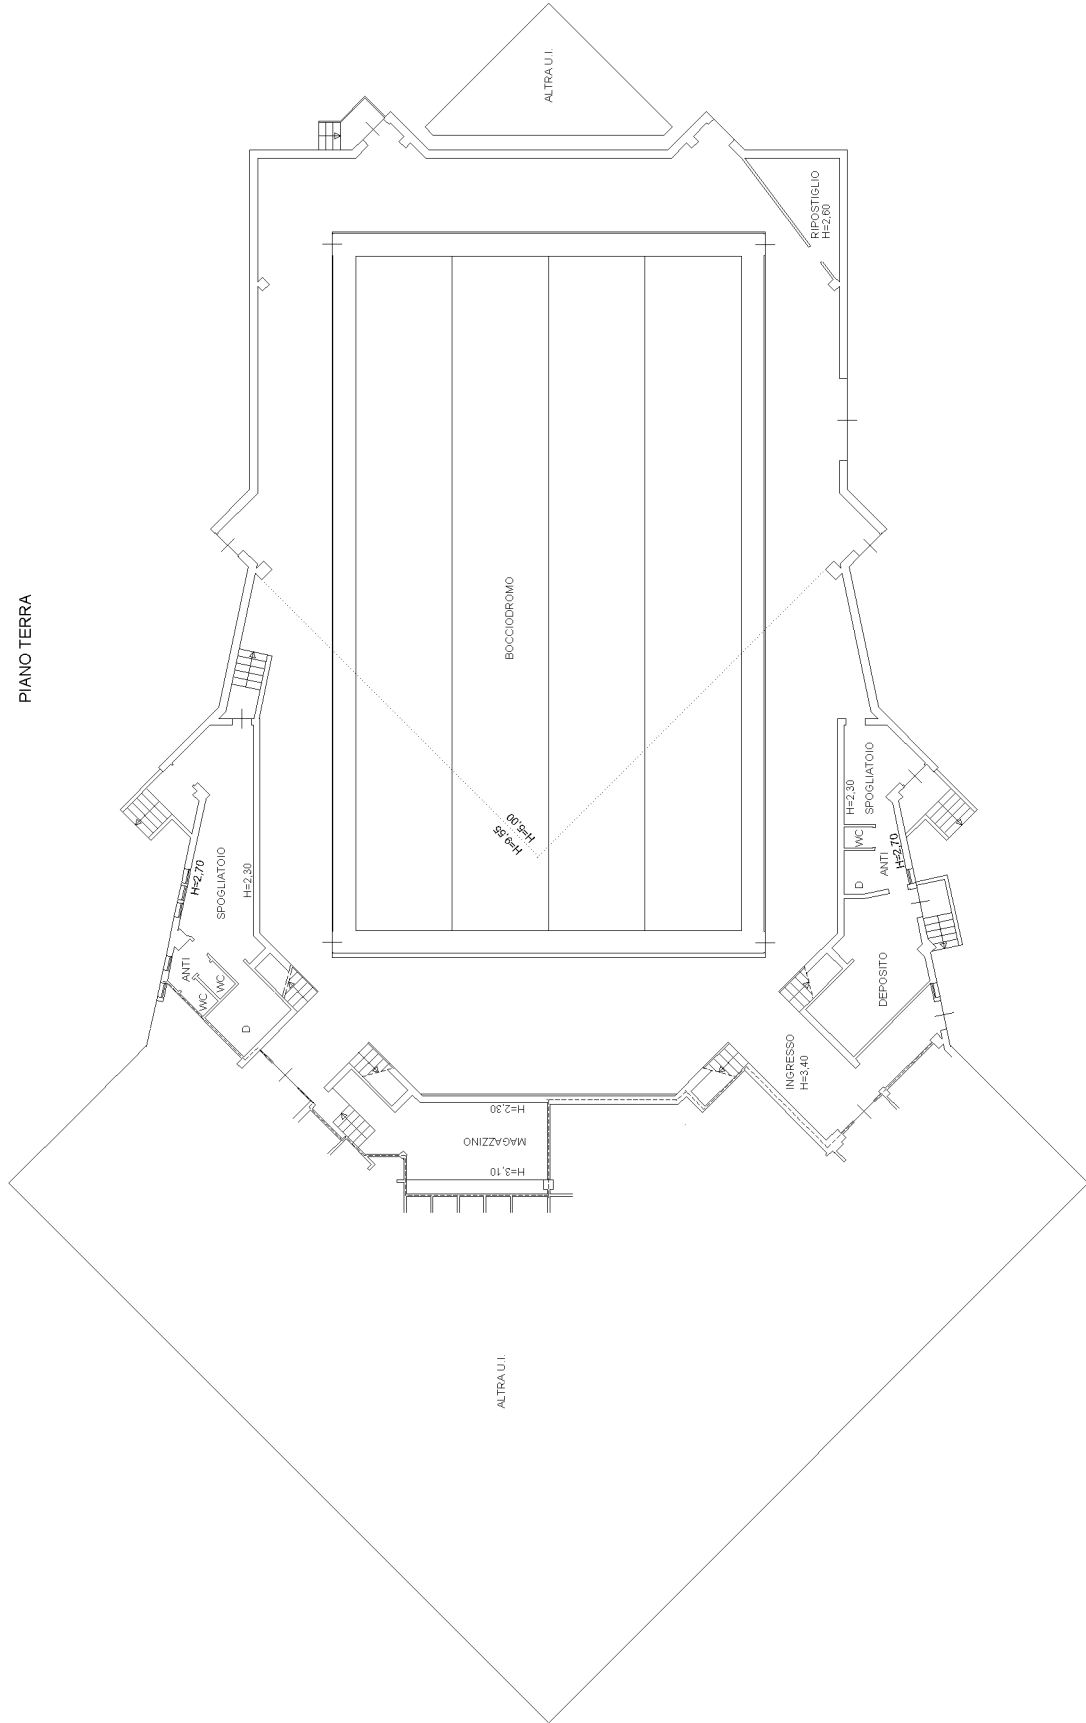 PIANO TERRA
ALTRA U.I.
RIPOSTIGLIO
H=2,60
BOCCIODROMO
H=5,00
H=9,55
H=2,70
SPOGLIATOIO
H=2,30
ANTI
WC
WC
D
H=2,30
SPOGLIATOIO
WC
ANTI
H=2,70
D
DEPOSITO
INGRESSO
H=3,40
H=2,30
MAGAZZINO
H=3,10
ALTRA U.I.